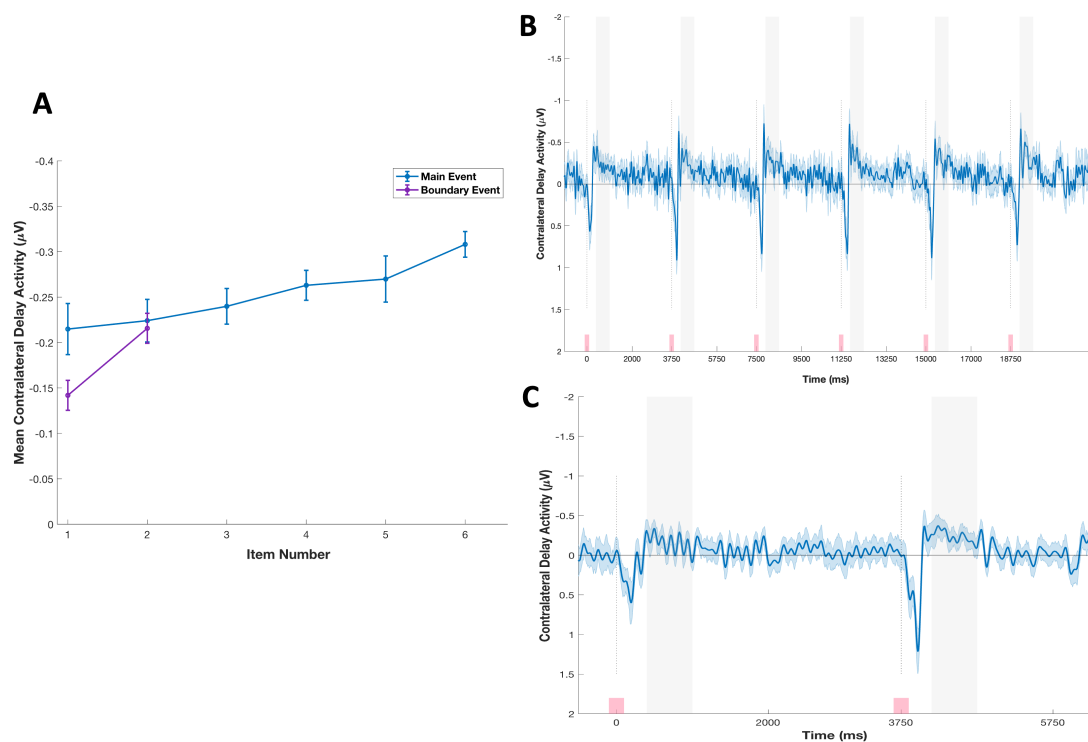 A
Mean Contralateral Delay Activity (μV)
-0.4
-0.35
-0.3
-0.25
-0.2
-0.15
-0.1
-0.05
0
1 2 3 4 5 6
Item Number
Main Event
Boundary Event
B
Contralateral Delay Activity (μV)
-2
-1.5
-1
-0.5
0
0.5
1
1.5
2
0 2000 3750 5750 7500 9500 11250 13250 15000 17000 18750
Time (ms)
C
Contralateral Delay Activity (μV)
-2
-1.5
-1
-0.5
0
0.5
1
1.5
2
0 2000 3750 5750
Time (ms)